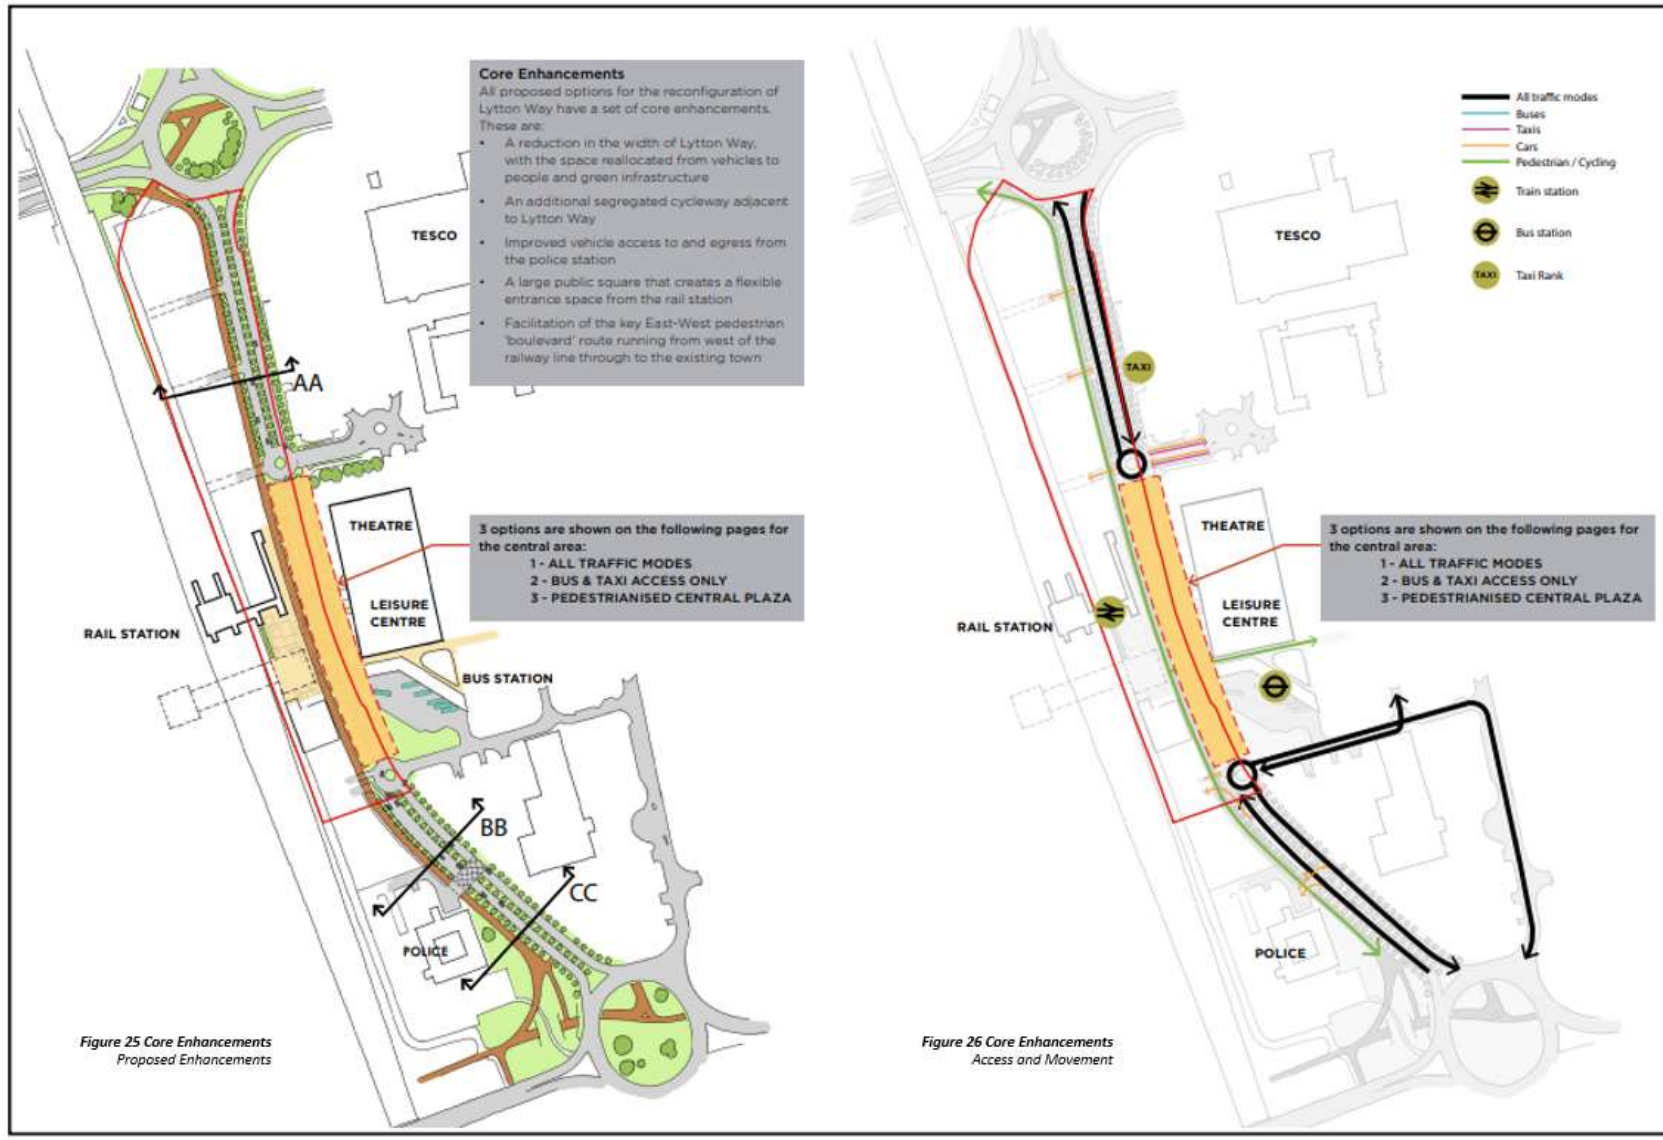 Core Enhancements
All proposed options for the reconfiguration of
Lytton Way have a set of core enhancements.
These are:
• A reduction in the width of Lytton Way,
with the space reallocated from vehicles to
people and green infrastructure
• An additional segregated cycleway adjacent
to Lytton Way
• Improved vehicle access to and egress from
the police station
• A large public square that creates a flexible
entrance space from the rail station
• Facilitation of the key East-West pedestrian
'boulevard' route running from west of the
railway line through to the existing town
TESCO
AA
THEATRE
3 options are shown on the following pages for
the central area:
1 - ALL TRAFFIC MODES
2 - BUS & TAXI ACCESS ONLY
3 - PEDESTRIANISED CENTRAL PLAZA
LEISURE
CENTRE
RAIL STATION
BUS STATION
BB
CC
POLICE
Figure 25 Core Enhancements
Proposed Enhancements
All traffic modes
Buses
Taxis
Cars
Pedestrian / Cycling
Train station
Bus station
TAXI
Taxi Rank
TESCO
TAXI
THEATRE
3 options are shown on the following pages for
the central area:
1 - ALL TRAFFIC MODES
2 - BUS & TAXI ACCESS ONLY
3 - PEDESTRIANISED CENTRAL PLAZA
LEISURE
CENTRE
RAIL STATION
POLICE
Figure 26 Core Enhancements
Access and Movement